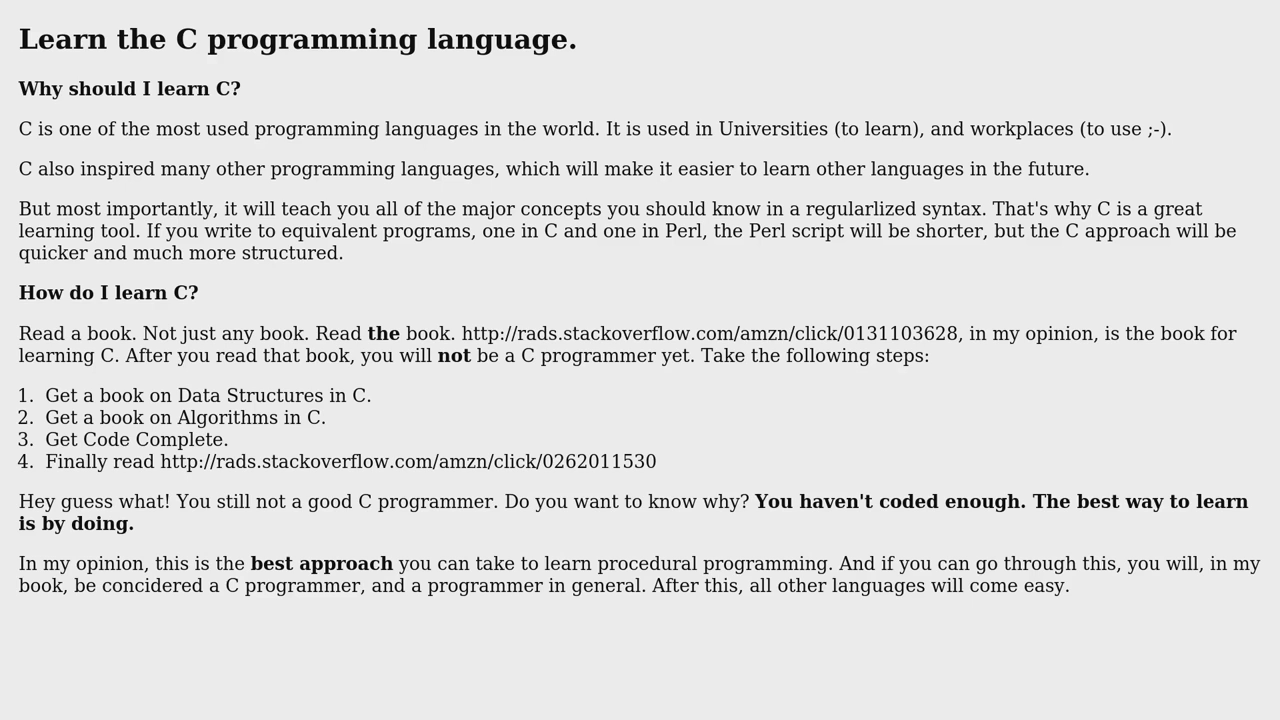 Learn the C programming language.
Why should I learn C?
C is one of the most used programming languages in the world. It is used in Universities (to learn), and workplaces (to use ;-).
C also inspired many other programming languages, which will make it easier to learn other languages in the future.
But most importantly, it will teach you all of the major concepts you should know in a regularlized syntax. That's why C is a great
learning tool. If you write to equivalent programs, one in C and one in Perl, the Perl script will be shorter, but the C approach will be
quicker and much more structured.
How do I learn C?
Read a book. Not just any book. Read the book. http://rads.stackoverflow.com/amzn/click/0131103628, in my opinion, is the book for
learning C. After you read that book, you will not be a C programmer yet. Take the following steps:
1. Get a book on Data Structures in C.
2. Get a book on Algorithms in C.
3. Get Code Complete.
4. Finally read http://rads.stackoverflow.com/amzn/click/0262011530
Hey guess what! You still not a good C programmer. Do you want to know why? You haven't coded enough. The best way to learn
is by doing.
In my opinion, this is the best approach you can take to learn procedural programming. And if you can go through this, you will, in my
book, be concidered a C programmer, and a programmer in general. After this, all other languages will come easy.